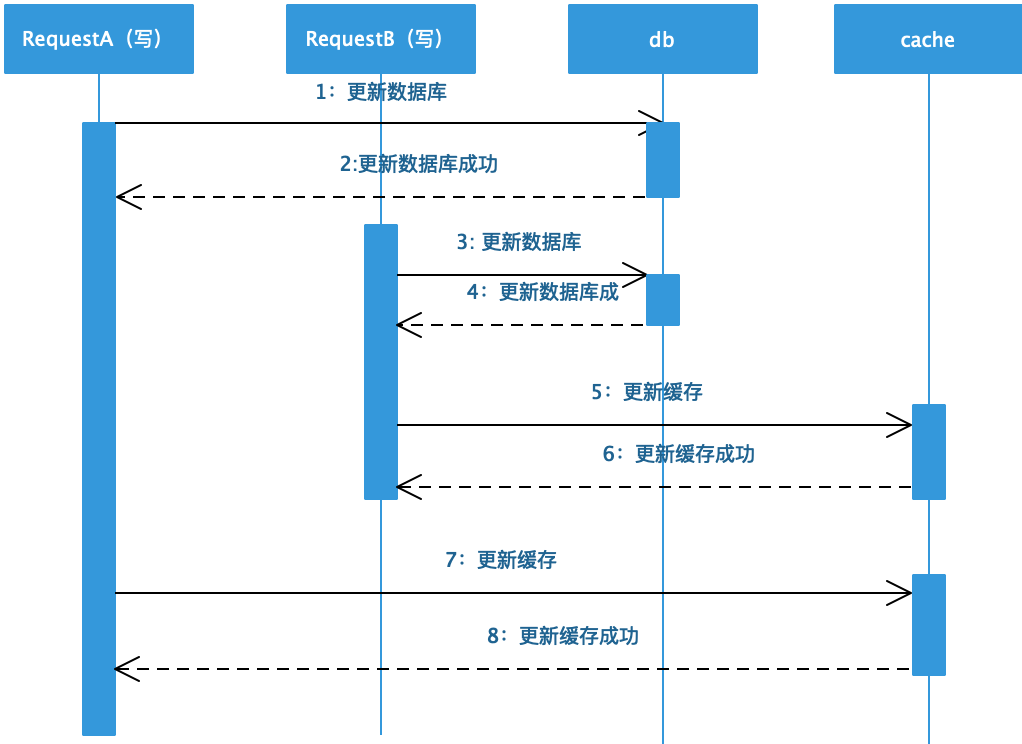 RequestA（写）
RequestB（写）
db
cache
1：更新数据库
2:更新数据库成功
3: 更新数据库
4：更新数据库成
5：更新缓存
6：更新缓存成功
7：更新缓存
8：更新缓存成功